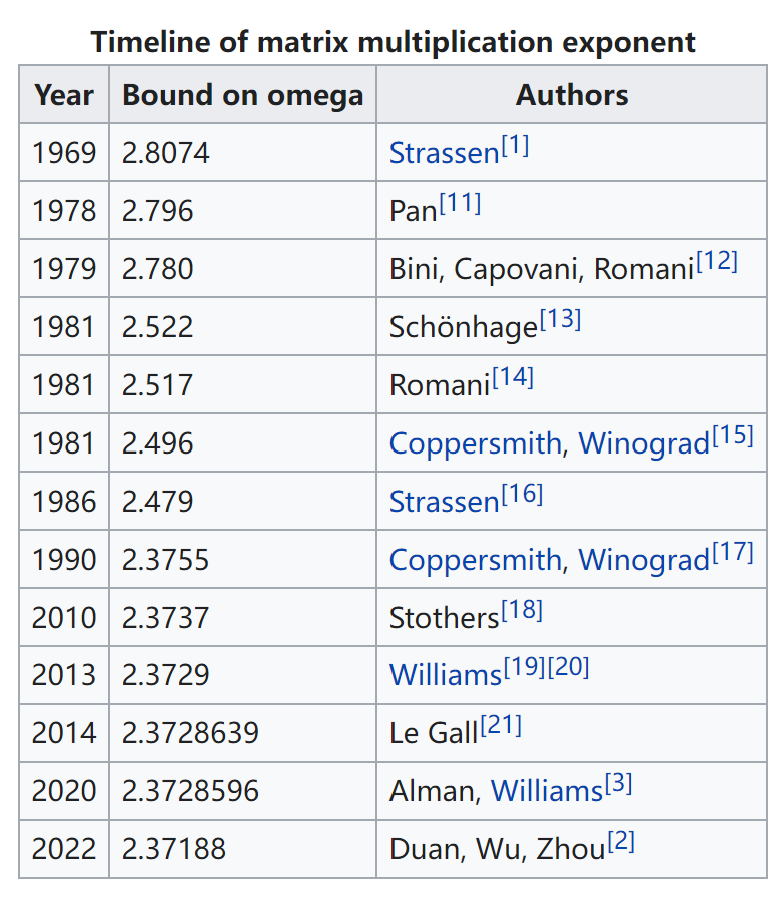 Timeline of matrix multiplication exponent
Year Bound on omega Authors
1969 2.8074 Strassen[1]
1978 2.796 Pan[11]
1979 2.780 Bini, Capovani, Romani[12]
1981 2.522 Schönhage[13]
1981 2.517 Romani[14]
1981 2.496 Coppersmith, Winograd[15]
1986 2.479 Strassen[16]
1990 2.3755 Coppersmith, Winograd[17]
2010 2.3737 Stothers[18]
2013 2.3729 Williams[19][20]
2014 2.3728639 Le Gall[21]
2020 2.3728596 Alman, Williams[3]
2022 2.37188 Duan, Wu, Zhou[2]